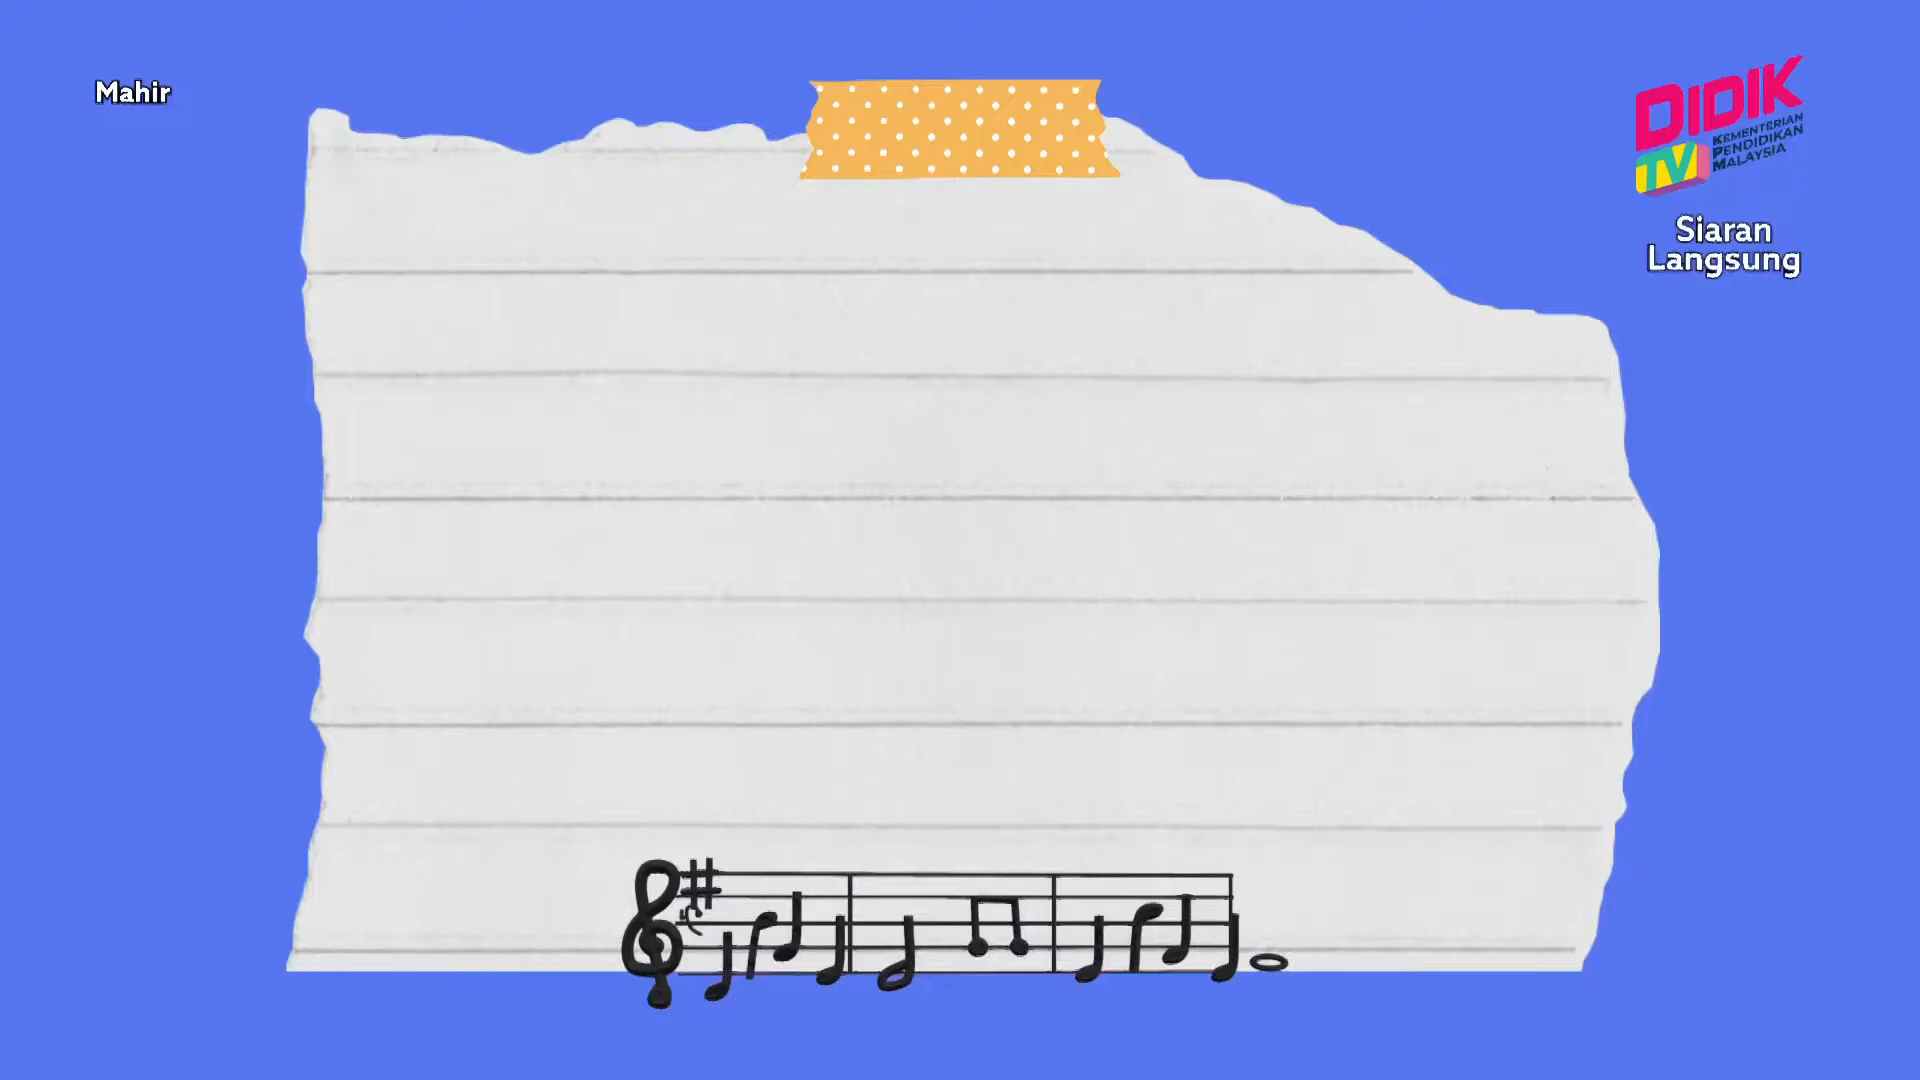 Mahir
DIDIK
TV
KEMENTERIAN
PENDIDIKAN
MALAYSIA
Siaran
Langsung